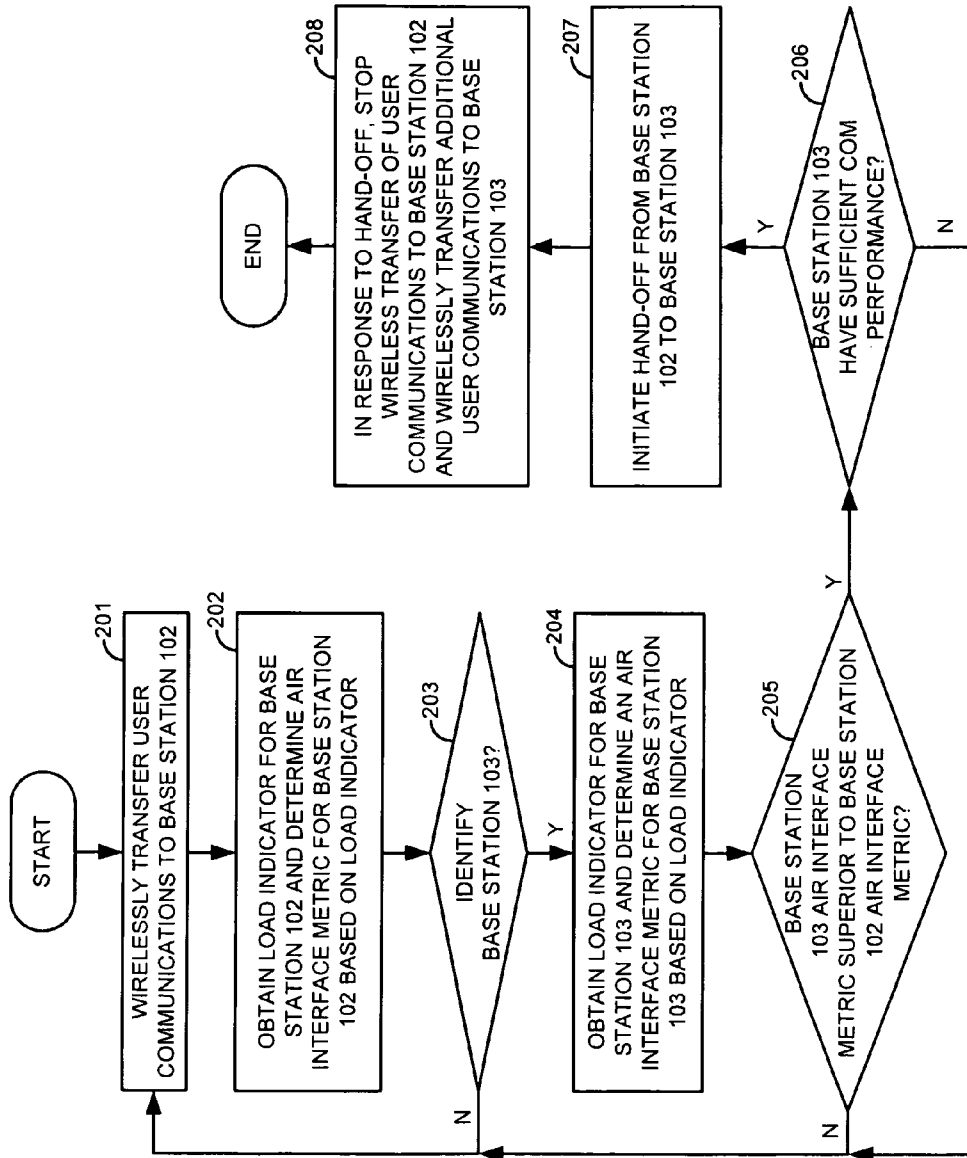 START
201
WIRELESSLY TRANSFER USER
COMMUNICATIONS TO BASE STATION 102
202
OBTAIN LOAD INDICATOR FOR BASE
STATION 102 AND DETERMINE AIR
INTERFACE METRIC FOR BASE STATION
102 BASED ON LOAD INDICATOR
203
IDENTIFY
BASE STATION 103?
N
Y
204
OBTAIN LOAD INDICATOR FOR BASE
STATION 103 AND DETERMINE AN AIR
INTERFACE METRIC FOR BASE STATION
103 BASED ON LOAD INDICATOR
205
BASE STATION
103 AIR INTERFACE
METRIC SUPERIOR TO BASE STATION
102 AIR INTERFACE
METRIC?
N
Y
206
BASE STATION 103
HAVE SUFFICIENT COM
PERFORMANCE?
Y
N
207
INITIATE HAND-OFF FROM BASE STATION
102 TO BASE STATION 103
208
IN RESPONSE TO HAND-OFF, STOP
WIRELESS TRANSFER OF USER
COMMUNICATIONS TO BASE STATION 102
AND WIRELESSLY TRANSFER ADDITIONAL
USER COMMUNICATIONS TO BASE
STATION 103
END